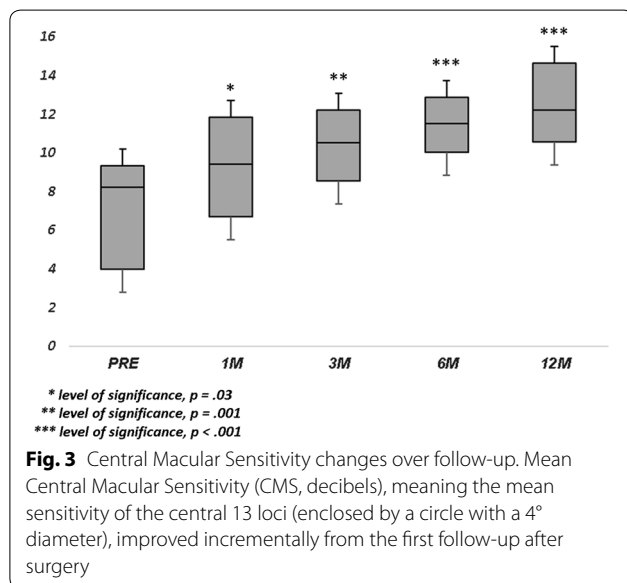 16
14
12
10
8
6
4
2
0
*
**
***
***
PRE 1M 3M 6M 12M
* level of significance, p = .03
** level of significance, p = .001
*** level of significance, p < .001
Fig. 3 Central Macular Sensitivity changes over follow-up. Mean
Central Macular Sensitivity (CMS, decibels), meaning the mean
sensitivity of the central 13 loci (enclosed by a circle with a 4°
diameter), improved incrementally from the first follow-up after
surgery